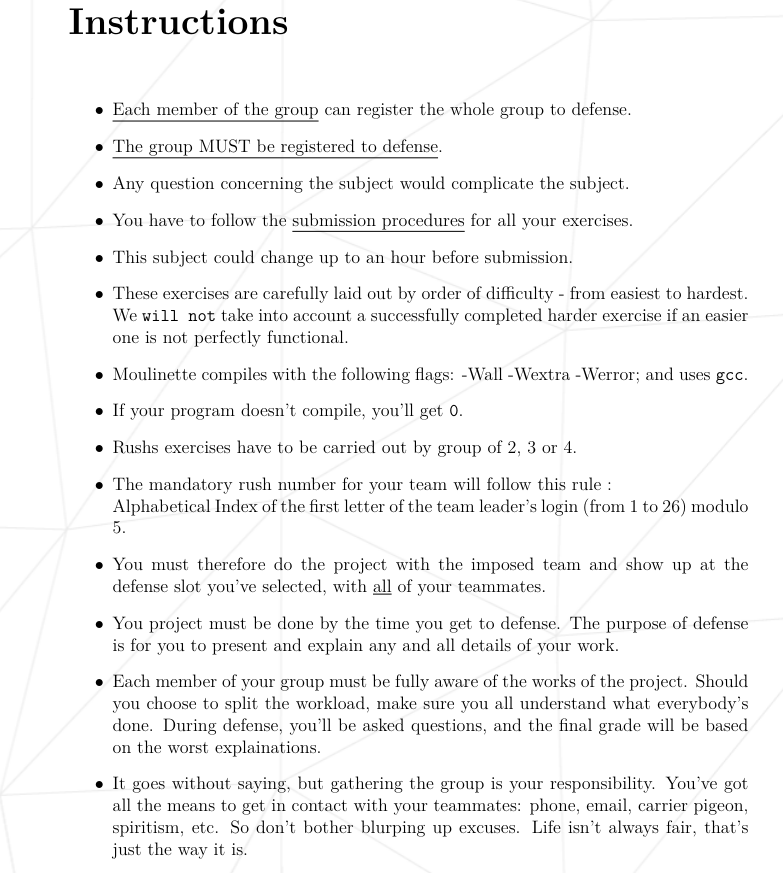 Instructions
• Each member of the group can register the whole group to defense.
• The group MUST be registered to defense.
• Any question concerning the subject would complicate the subject.
• You have to follow the submission procedures for all your exercises.
• This subject could change up to an hour before submission.
• These exercises are carefully laid out by order of difficulty - from easiest to hardest.
We will not take into account a successfully completed harder exercise if an easier
one is not perfectly functional.
• Moulinette compiles with the following flags: -Wall -Wextra -Werror; and uses gcc.
• If your program doesn't compile, you'll get 0.
• Rushs exercises have to be carried out by group of 2, 3 or 4.
• The mandatory rush number for your team will follow this rule :
Alphabetical Index of the first letter of the team leader's login (from 1 to 26) modulo
5.
• You must therefore do the project with the imposed team and show up at the
defense slot you've selected, with all of your teammates.
• You project must be done by the time you get to defense. The purpose of defense
is for you to present and explain any and all details of your work.
• Each member of your group must be fully aware of the works of the project. Should
you choose to split the workload, make sure you all understand what everybody's
done. During defense, you'll be asked questions, and the final grade will be based
on the worst explainations.
• It goes without saying, but gathering the group is your responsibility. You've got
all the means to get in contact with your teammates: phone, email, carrier pigeon,
spiritism, etc. So don't bother blurping up excuses. Life isn't always fair, that's
just the way it is.